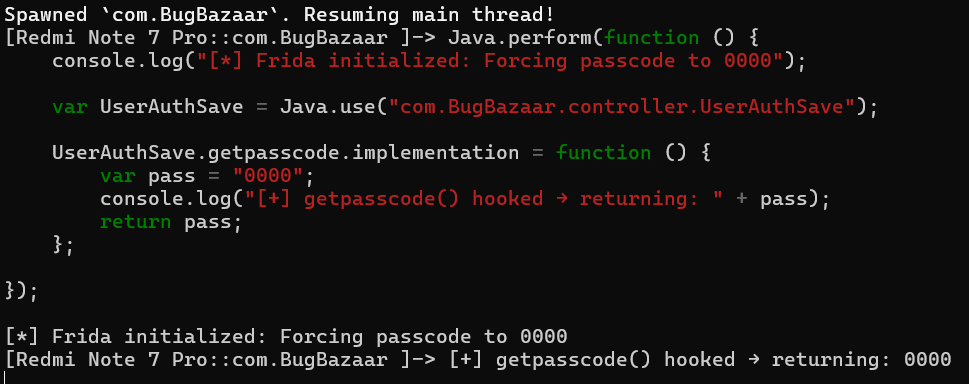 Spawned `com.BugBazaar`. Resuming main thread!
[Redmi Note 7 Pro::com.BugBazaar ]-> Java.perform(function () {
    console.log("[*] Frida initialized: Forcing passcode to 0000");

    var UserAuthSave = Java.use("com.BugBazaar.controller.UserAuthSave");

    UserAuthSave.getpasscode.implementation = function () {
        var pass = "0000";
        console.log("[+] getpasscode() hooked → returning: " + pass);
        return pass;
    };

});

[*] Frida initialized: Forcing passcode to 0000
[Redmi Note 7 Pro::com.BugBazaar ]-> [+] getpasscode() hooked → returning: 0000